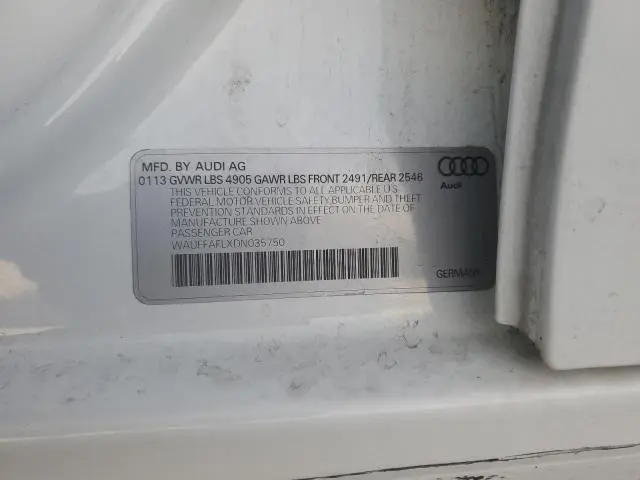 MFD. BY AUDI AG
0113 GVWR LBS 4905 GAWR LBS FRONT 2491/REAR 2546
THIS VEHICLE CONFORMS TO ALL APPLICABLE U.S.
FEDERAL MOTOR VEHICLE SAFETY, BUMPER AND THEFT
PREVENTION STANDARDS IN EFFECT ON THE DATE OF
MANUFACTURE SHOWN ABOVE
PASSENGER CAR
WAUFFAFLXDN035750
Audi
GERMANY